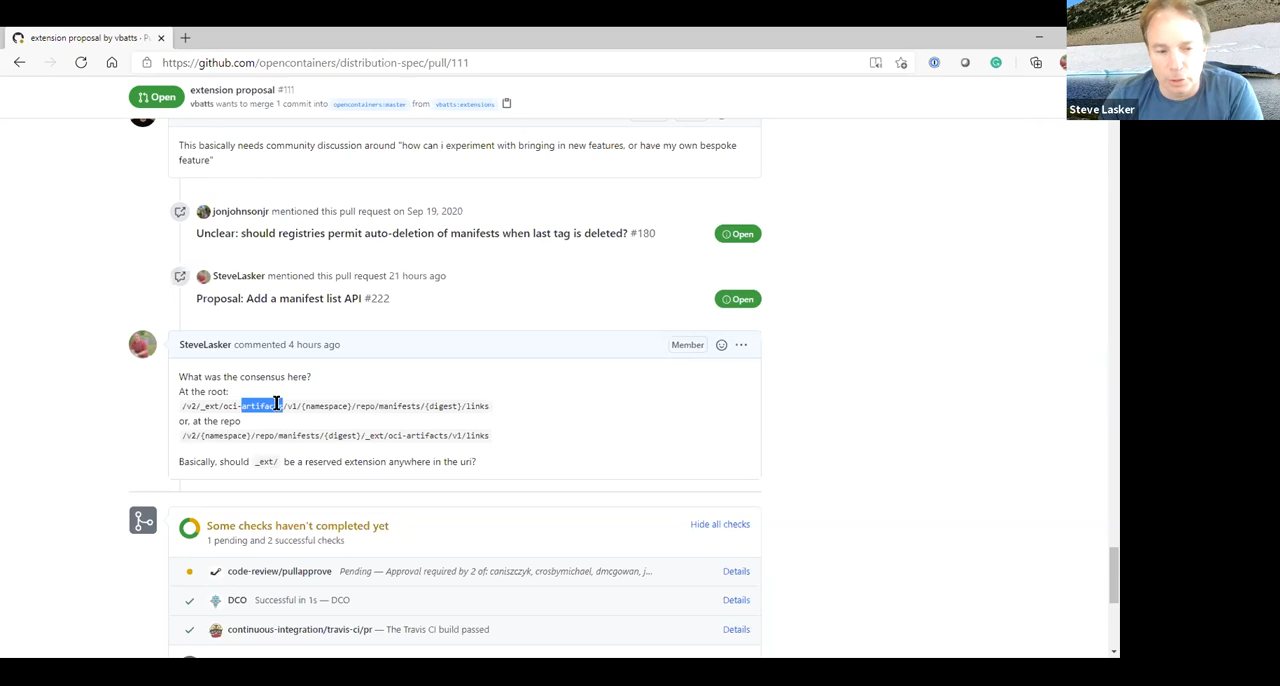 extension proposal by vbatts · P
https://github.com/opencontainers/distribution-spec/pull/111
Open
extension proposal #111
vbatts wants to merge 1 commit into opencontainers:master from vbatts:extensions
Steve Lasker
This basically needs community discussion around "how can i experiment with bringing in new features, or have my own bespoke
feature"
jonjohnsonjr mentioned this pull request on Sep 19, 2020
Unclear: should registries permit auto-deletion of manifests when last tag is deleted? #180
Open
SteveLasker mentioned this pull request 21 hours ago
Proposal: Add a manifest list API #222
Open
SteveLasker commented 4 hours ago
Member
What was the consensus here?
At the root:
/v2/_ext/oci-artifacts/v1/{namespace}/repo/manifests/{digest}/links
or, at the repo
/v2/{namespace}/repo/manifests/{digest}/_ext/oci-artifacts/v1/links
Basically, should _ext/ be a reserved extension anywhere in the uri?
Some checks haven't completed yet
Hide all checks
1 pending and 2 successful checks
code-review/pullapprove Pending — Approval required by 2 of: caniszczyk, crosbymichael, dmcgowan, j...
Details
DCO Successful in 1s — DCO
Details
continuous-integration/travis-ci/pr — The Travis CI build passed
Details